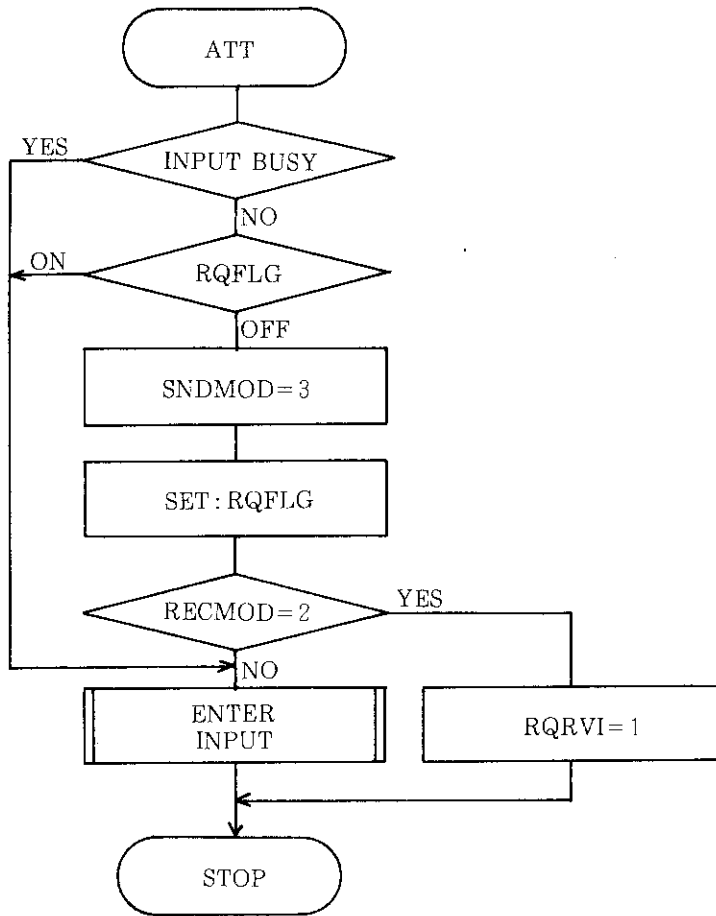 ATT
YES
INPUT BUSY
NO
ON
RQFLG
OFF
SNDMOD=3
SET:RQFLG
RECMOD=2
YES
NO
ENTER
INPUT
RQRVI=1
STOP